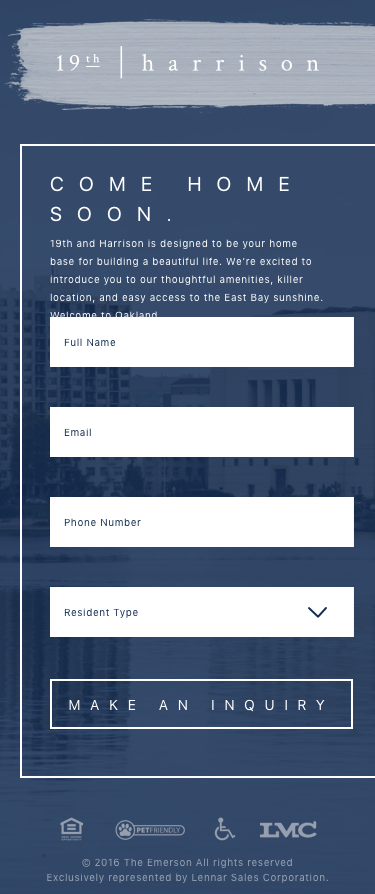 19th | harrison
COME HOME
SOON.
19th and Harrison is designed to be your home
base for building a beautiful life. We're excited to
introduce you to our thoughtful amenities, killer
location, and easy access to the East Bay sunshine.
Welcome to Oakland
Full Name
Email
Phone Number
Resident Type
MAKE AN INQUIRY
PETFRIENDLY
LMC
© 2016 The Emerson All rights reserved
Exclusively represented by Lennar Sales Corporation.